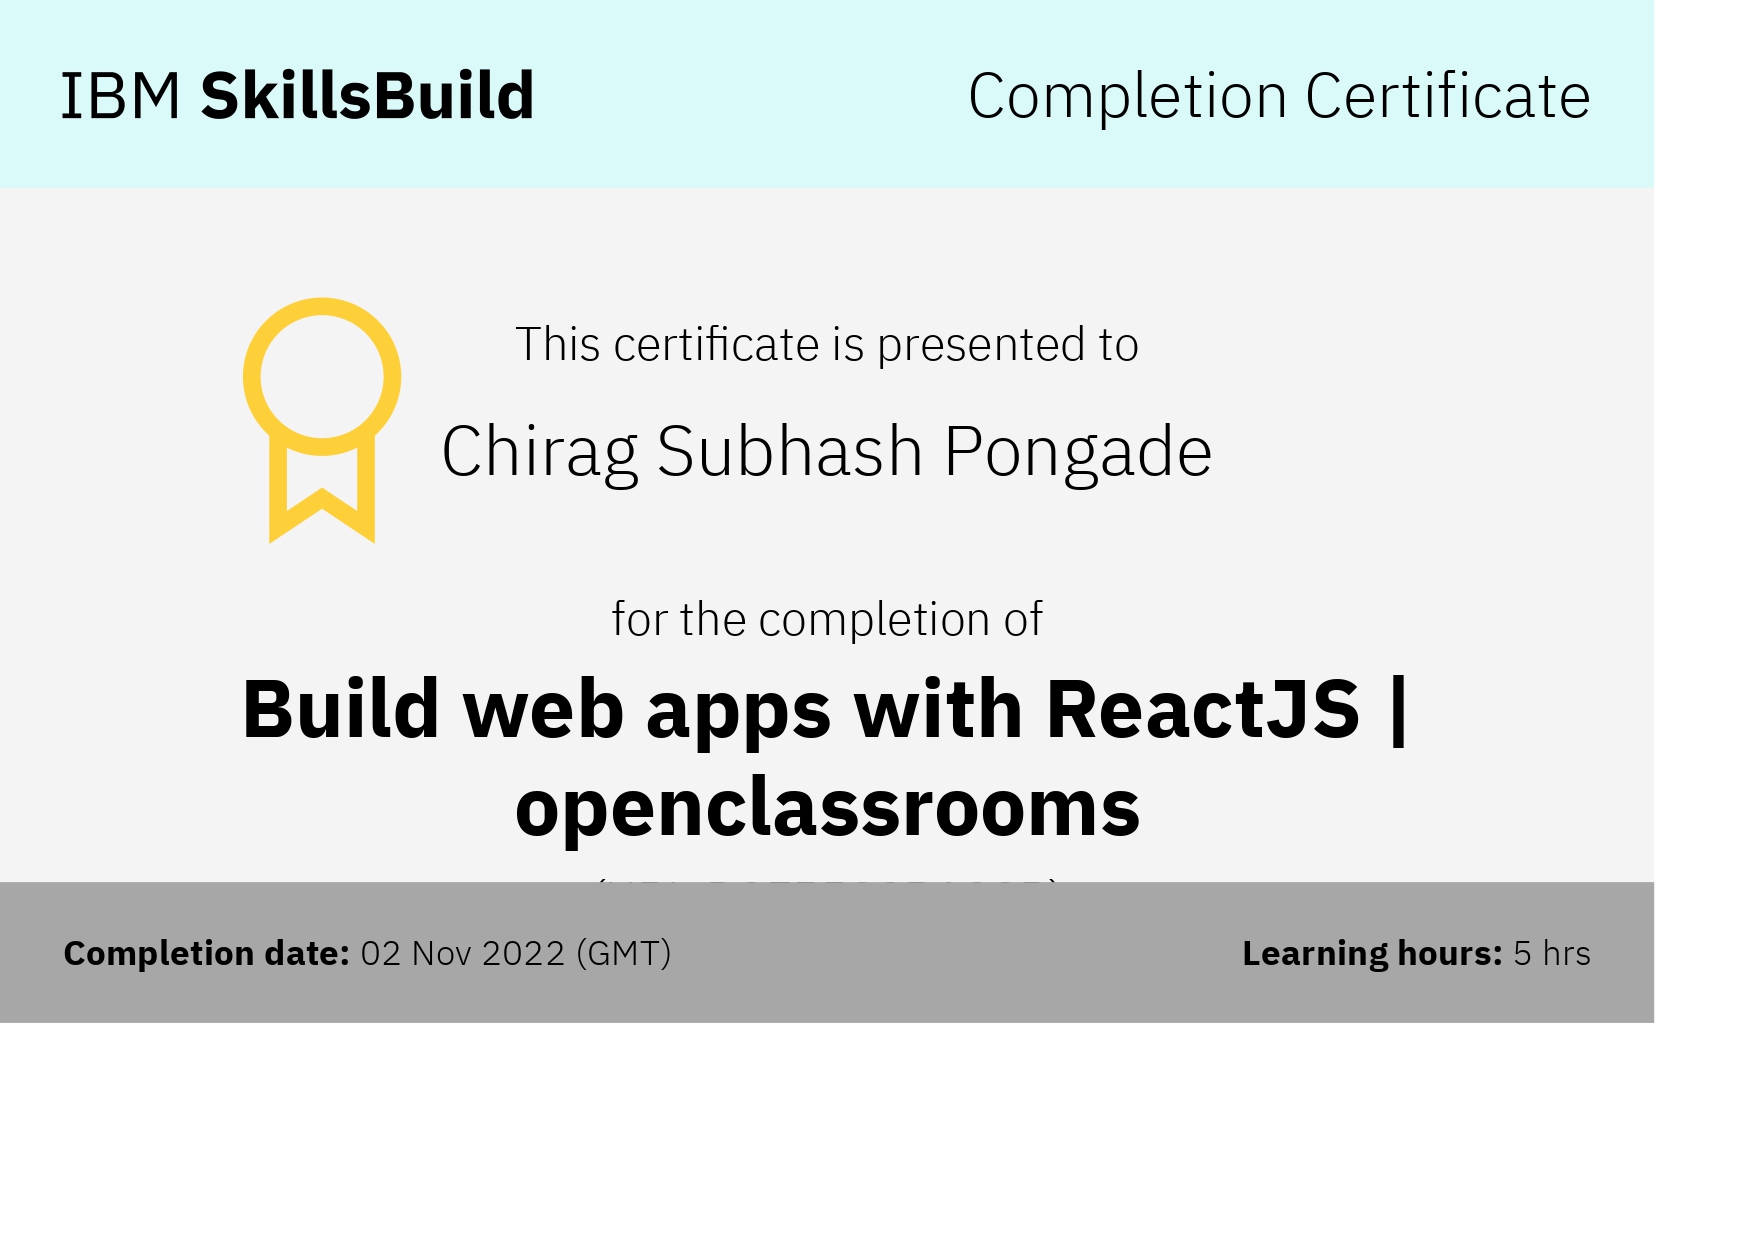 IBM SkillsBuild
Completion Certificate
This certificate is presented to
Chirag Subhash Pongade
for the completion of
Build web apps with ReactJS |
openclassrooms
Completion date: 02 Nov 2022 (GMT)
Learning hours: 5 hrs